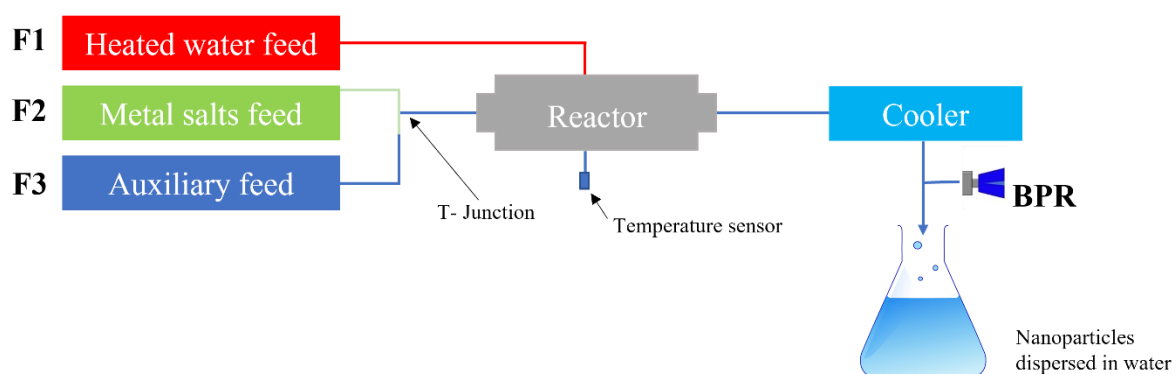 F1
Heated water feed
F2
Metal salts feed
F3
Auxiliary feed
T- Junction
Reactor
Temperature sensor
Cooler
BPR
Nanoparticles
dispersed in water